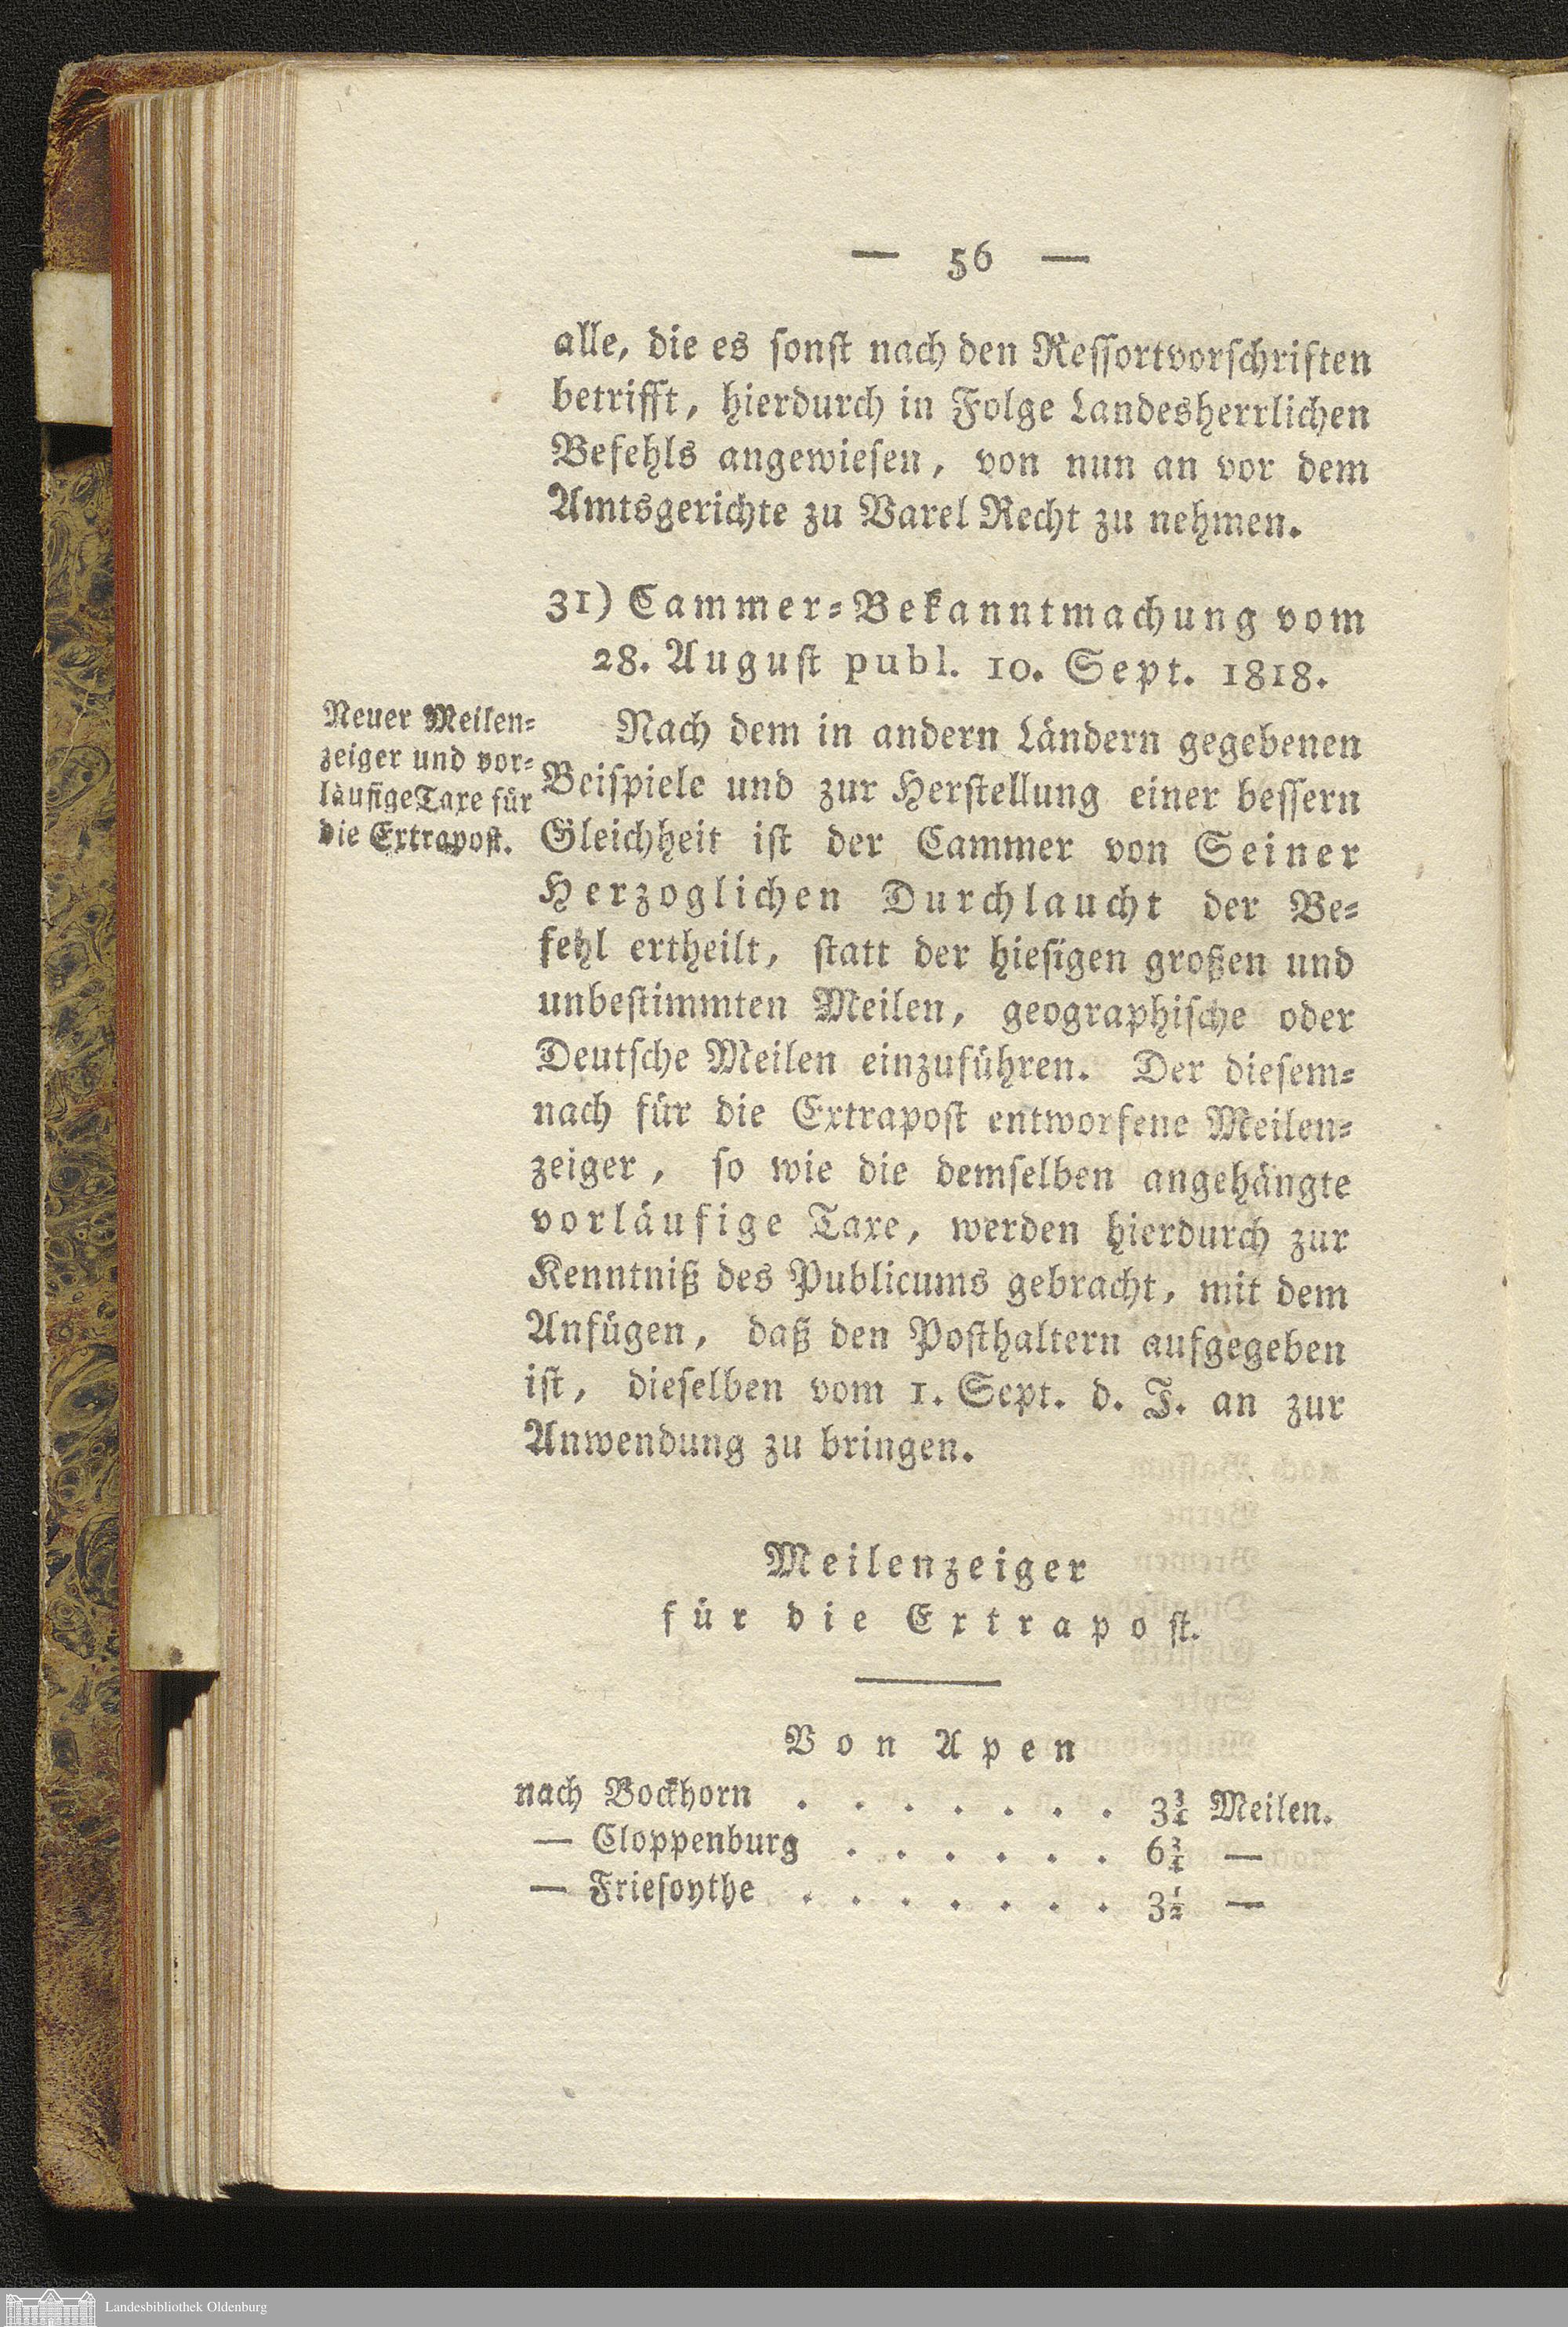 — 56 —
alle, die es sonst nach den Ressortvorschriften
betrifft, hierdurch in Folge Landesherrlichen
Befehls angewiesen, von nun an vor dem
Amtsgerichte zu Varel Recht zu nehmen.
31) Cammer-Bekanntmachung vom
28. August publ. 10. Sept. 1818.
Neuer Meilen-
zeiger und vor-
läufige Taxe für
die Extrapost.
Nach dem in andern Ländern gegebenen
Beispiele und zur Herstellung einer bessern
Gleichheit ist der Cammer von Seiner
Herzoglichen Durchlaucht der Be-
fehl ertheilt, statt der hiesigen großen und
unbestimmten Meilen, geographische oder
Deutsche Meilen einzuführen. Der diesem-
nach für die Extrapost entworfene Meilen-
zeiger, so wie die demselben angehängte
vorläufige Taxe, werden hierdurch zur
Kenntniß des Publicums gebracht, mit dem
Anfügen, daß den Posthaltern aufgegeben
ist, dieselben vom 1. Sept. d. J. an zur
Anwendung zu bringen.
Meilenzeiger
für die Extrapost.
Von Apen
nach Bockhorn . . . . . . . 3¾ Meilen.
— Cloppenburg . . . . . . 6¾ —
— Friesoythe . . . . . . . 3½ —
Landesbibliothek Oldenburg